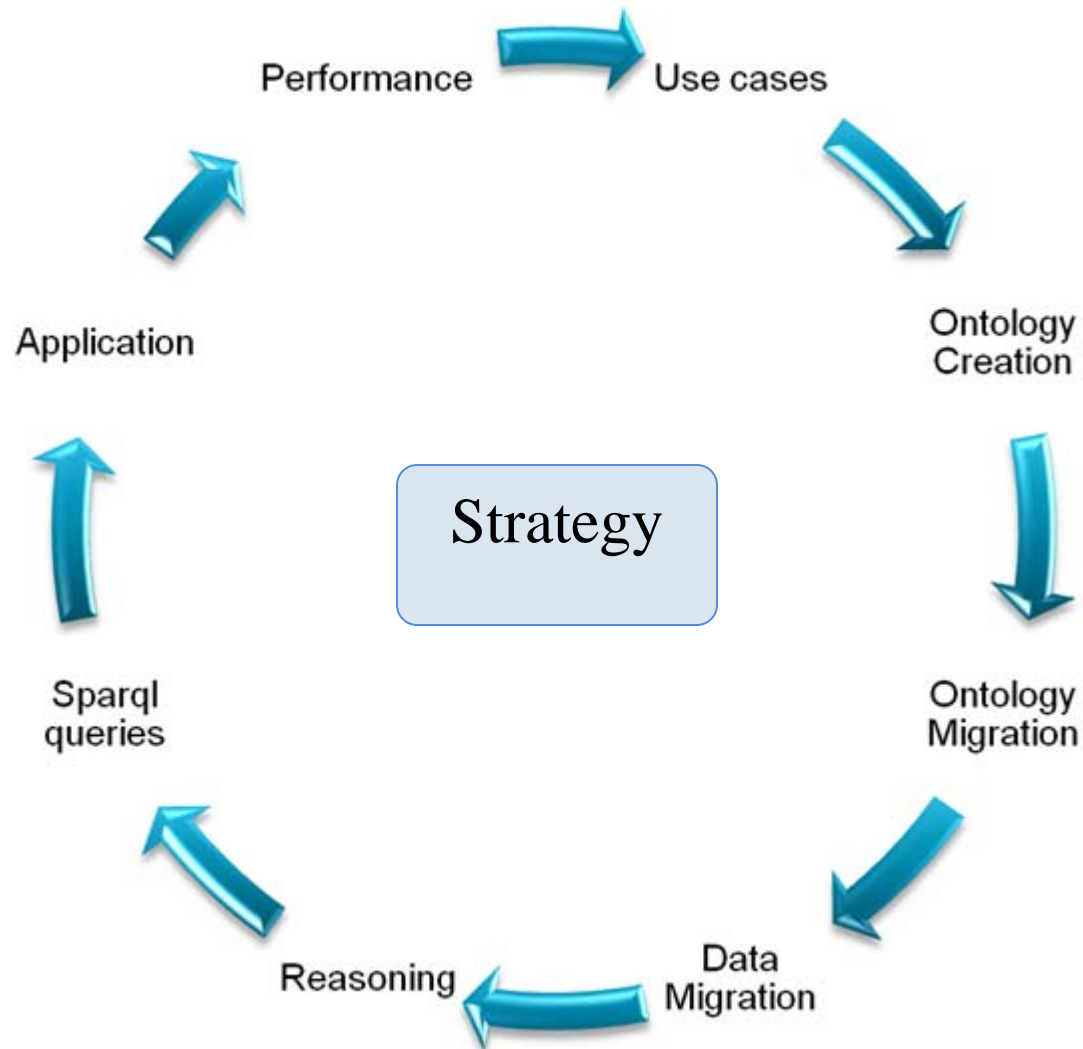 Performance
Use cases
Ontology
Creation
Ontology
Migration
Data
Migration
Reasoning
Sparql
queries
Application
Strategy